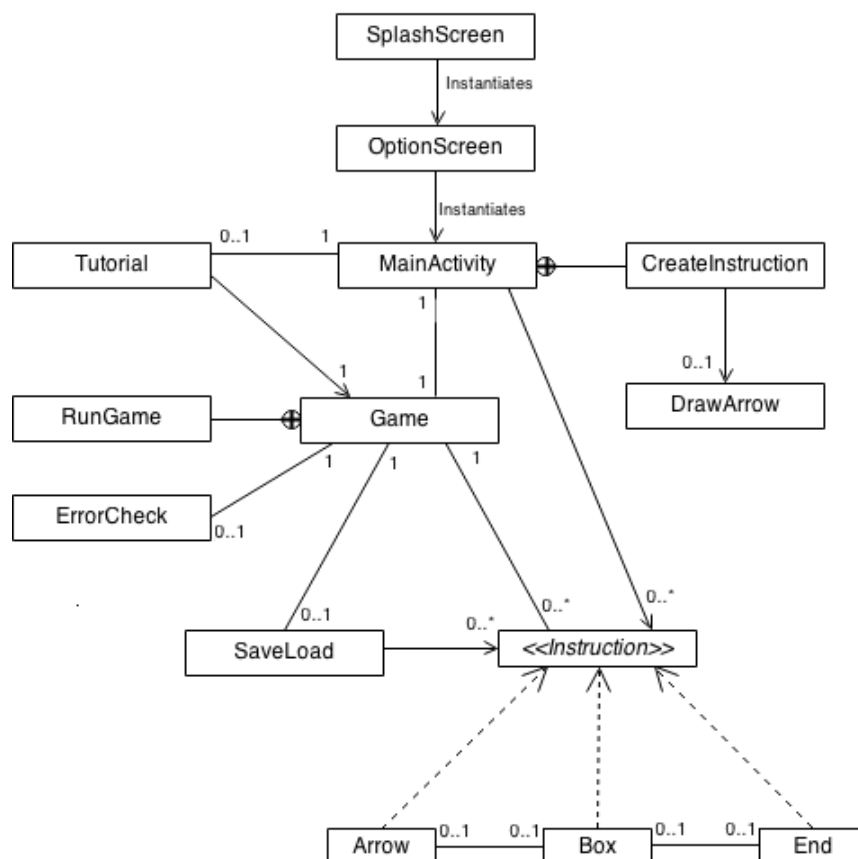 SplashScreen
Instantiates
OptionScreen
Instantiates
0..1
1
Tutorial
MainActivity
CreateInstruction
1
0..1
1
1
DrawArrow
RunGame
Game
1
1
1
ErrorCheck
0..1
0..1
0..*
0..*
0..*
SaveLoad
<<Instruction>>
0..1
0..1
0..1
0..1
Arrow
Box
End